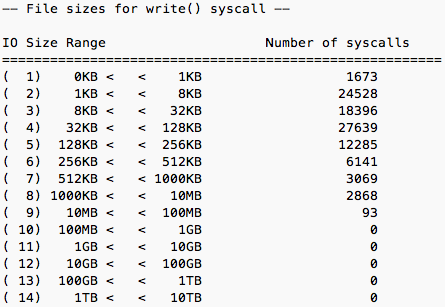 —— File sizes for write() syscall ——
IO Size Range Number of syscalls
=======================================================
( 1) 0KB < < 1KB 1673
( 2) 1KB < < 8KB 24528
( 3) 8KB < < 32KB 18396
( 4) 32KB < < 128KB 27639
( 5) 128KB < < 256KB 12285
( 6) 256KB < < 512KB 6141
( 7) 512KB < < 1000KB 3069
( 8) 1000KB < < 10MB 2868
( 9) 10MB < < 100MB 93
( 10) 100MB < < 1GB 0
( 11) 1GB < < 10GB 0
( 12) 10GB < < 100GB 0
( 13) 100GB < < 1TB 0
( 14) 1TB < < 10TB 0